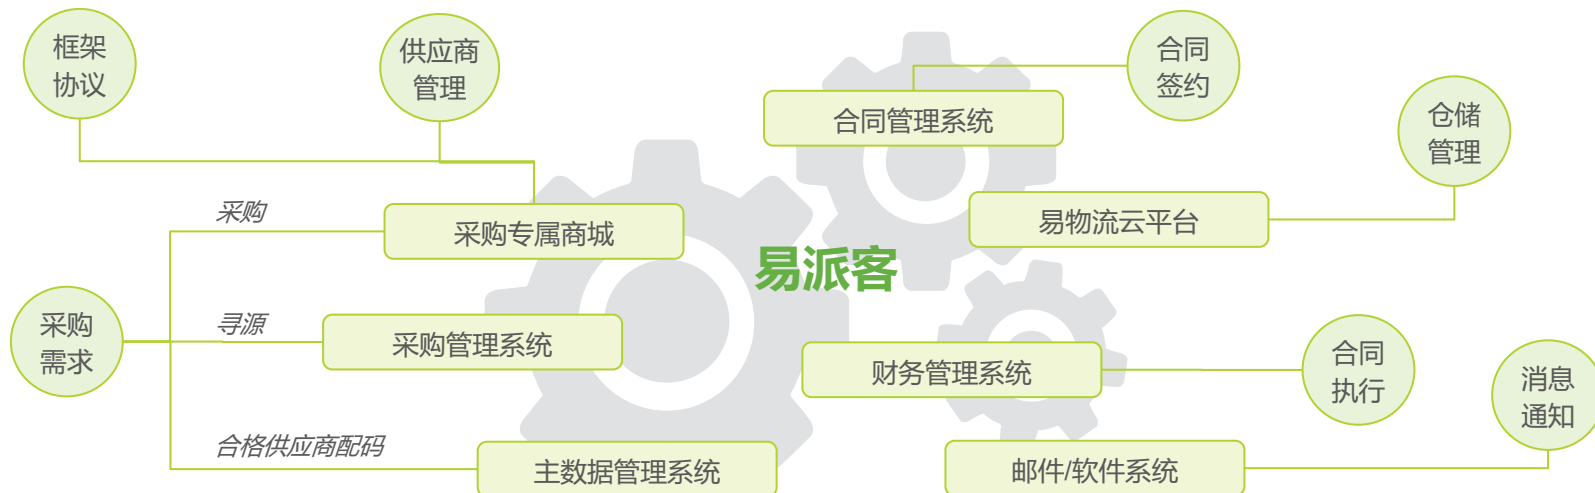 框架
协议
供应商
管理
合同
签约
合同管理系统
仓储
管理
采购
采购专属商城
易物流云平台
易派客
采购
需求
寻源
采购管理系统
财务管理系统
合同
执行
消息
通知
合格供应商配码
主数据管理系统
邮件/软件系统